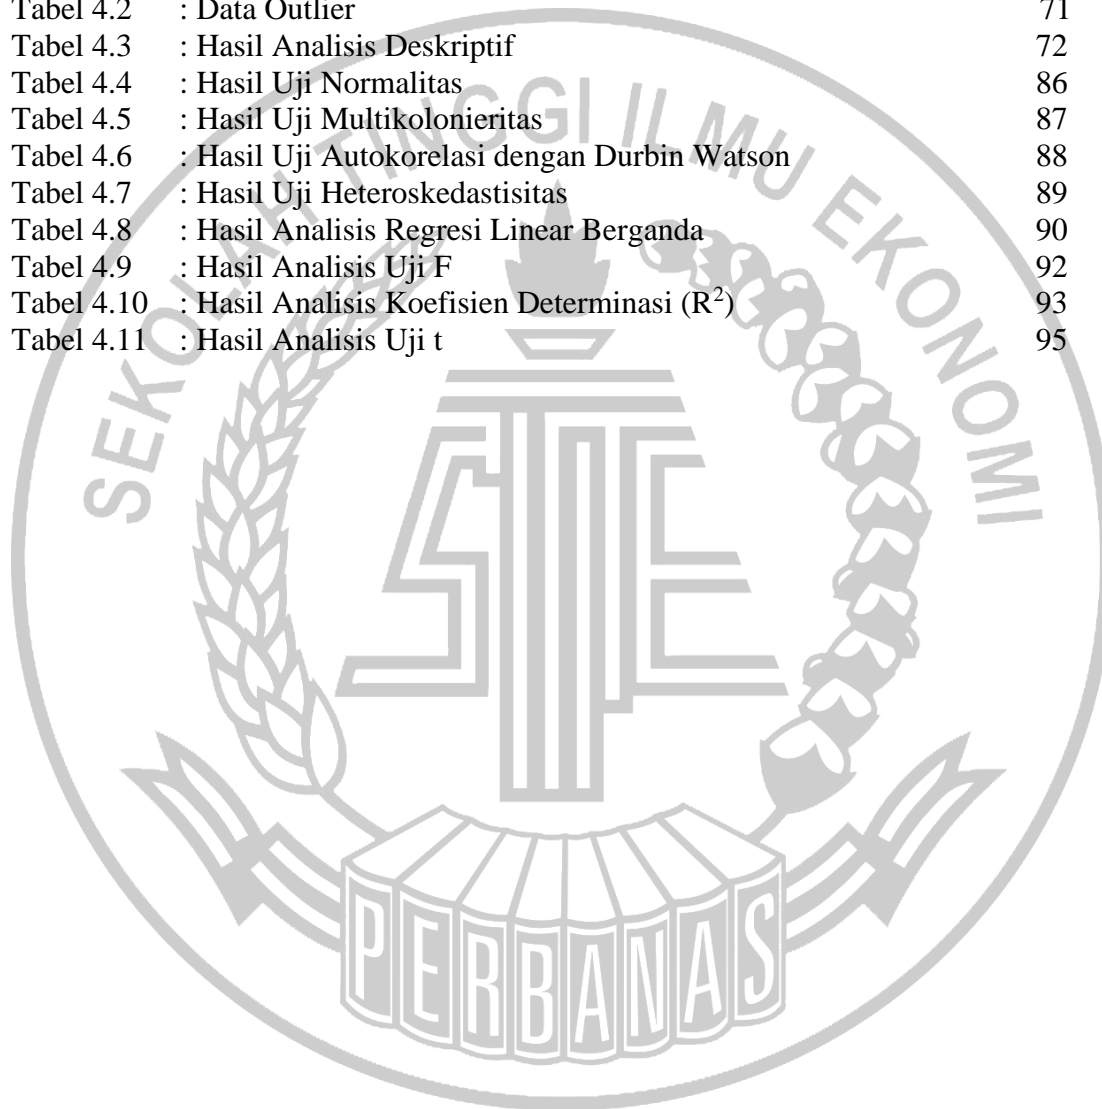 Tabel 4.2 : Data Outlier 71
Tabel 4.3 : Hasil Analisis Deskriptif 72
Tabel 4.4 : Hasil Uji Normalitas 86
Tabel 4.5 : Hasil Uji Multikolonieritas 87
Tabel 4.6 : Hasil Uji Autokorelasi dengan Durbin Watson 88
Tabel 4.7 : Hasil Uji Heteroskedastisitas 89
Tabel 4.8 : Hasil Analisis Regresi Linear Berganda 90
Tabel 4.9 : Hasil Analisis Uji F 92
Tabel 4.10 : Hasil Analisis Koefisien Determinasi (R²) 93
Tabel 4.11 : Hasil Analisis Uji t 95
SEKOLAH TINGGI ILMU EKONOMI
STIE
PERBANAS